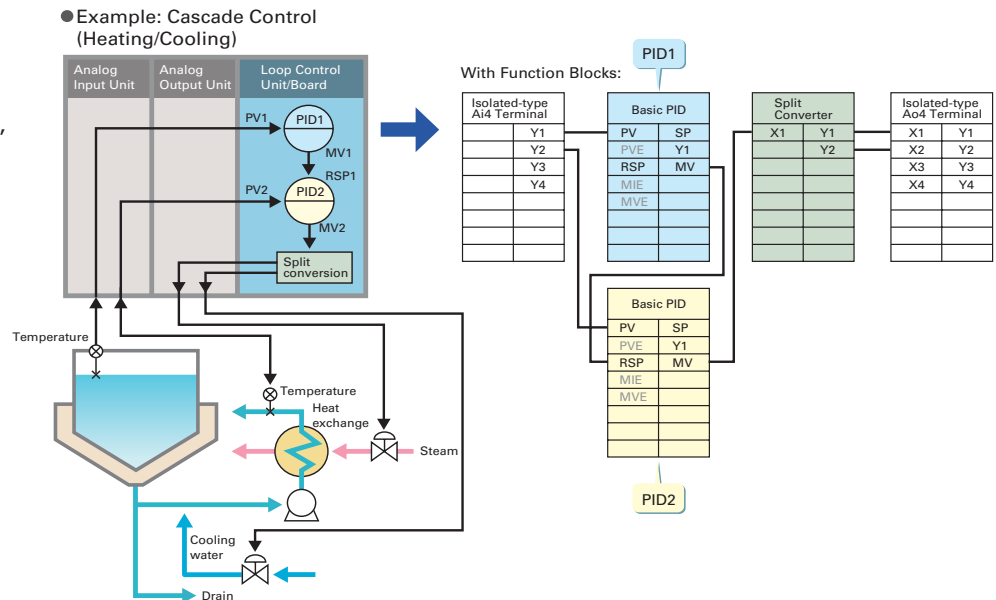 ●Example: Cascade Control
(Heating/Cooling)
,
Analog
Input Unit
Analog
Output Unit
Loop Control
Unit/Board
PV1
PID1
MV1
RSP1
PV2
PID2
MV2
Split
conversion
Temperature
Temperature
Heat
exchange
Steam
Cooling
water
Drain
PID1
With Function Blocks:
Isolated-type
Ai4 Terminal
Y1
Y2
Y3
Y4
Basic PID
PV SP
PVE Y1
RSP MV
MIE
MVE
Split
Converter
X1 Y1
Y2
Isolated-type
Ao4 Terminal
X1 Y1
X2 Y2
X3 Y3
X4 Y4
Basic PID
PV SP
PVE Y1
RSP MV
MIE
MVE
PID2